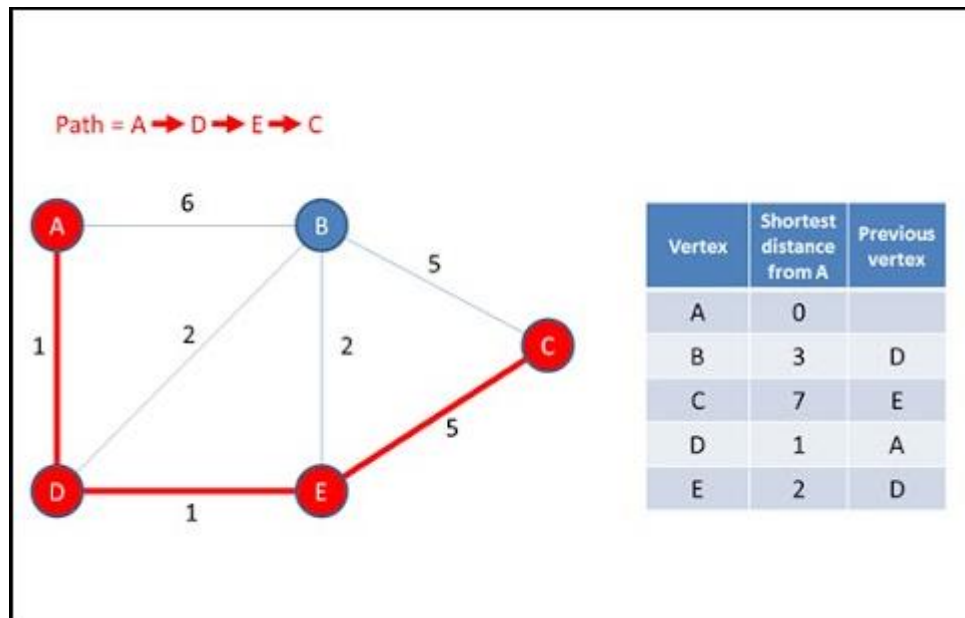 Path = A → D → E → C
6
A
B
5
1
2
2
C
5
D
E
1
Vertex Shortest distance from A Previous vertex
A 0
B 3 D
C 7 E
D 1 A
E 2 D